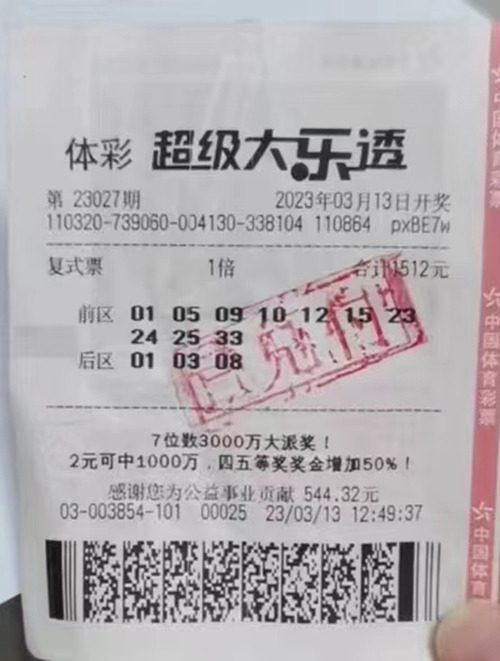 体彩 超级大乐透
第 23027期 2023年03月13日开奖
110320-739060-004130-338104 110864 pxBE7w
复式票 1倍 合计1512元
前区 01 05 09 10 12 15 23
24 25 33
后区 01 03 08
已兑付
7位数3000万大派奖！
2元可中1000万，四五等奖奖金增加50%！
感谢您为公益事业贡献 544.32元
03-003854-101 00025 23/03/13 12:49:37
中国体育彩票
中国体育